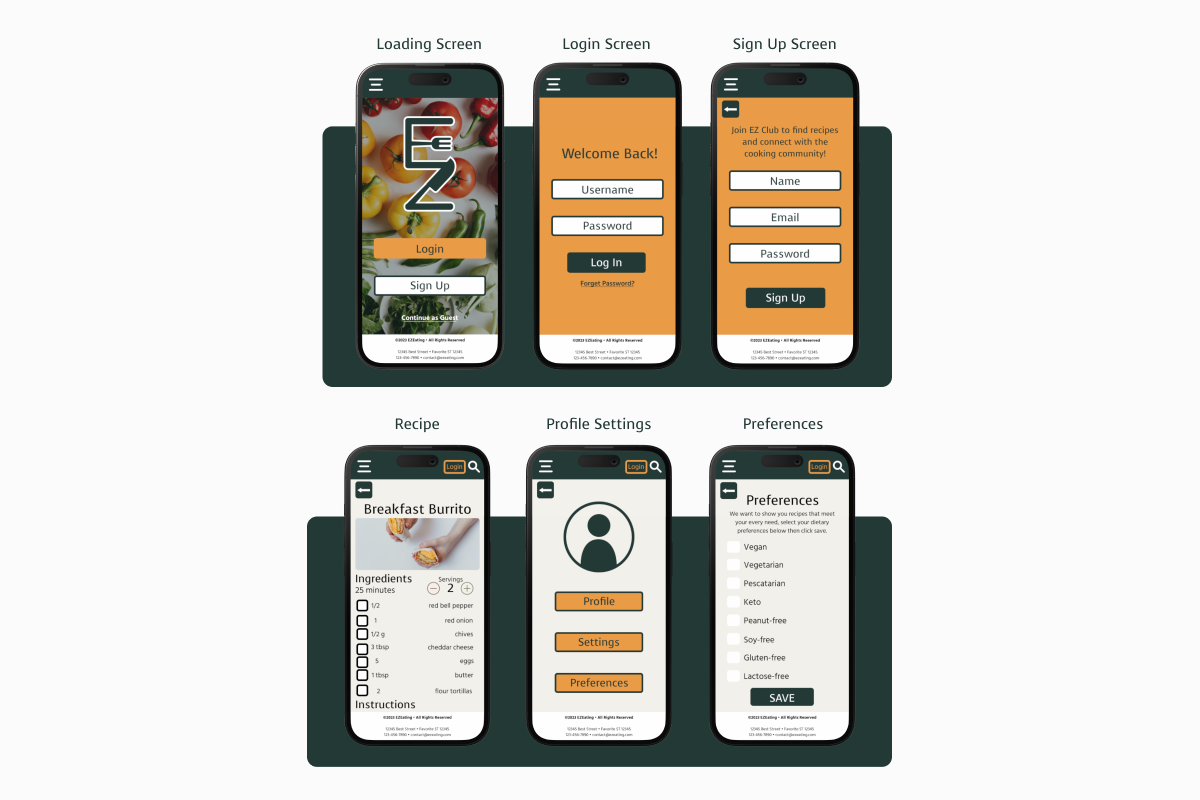 Loading Screen
Login Screen
Sign Up Screen
EZ
Login
Sign Up
Continue as Guest
©2023 EZEating • All Rights Reserved
12345 Best Street • Favorite ST 12345
123-456-7890 • contact@ezeating.com
Welcome Back!
Username
Password
Log In
Forget Password?
©2023 EZEating • All Rights Reserved
12345 Best Street • Favorite ST 12345
123-456-7890 • contact@ezeating.com
Join EZ Club to find recipes
and connect with the
cooking community!
Name
Email
Password
Sign Up
©2023 EZEating • All Rights Reserved
12345 Best Street • Favorite ST 12345
123-456-7890 • contact@ezeating.com
Recipe
Profile Settings
Preferences
Login
Breakfast Burrito
Ingredients
25 minutes
Servings
2
1/2 red bell pepper
1 red onion
1/2 g chives
3 tbsp cheddar cheese
5 eggs
1 tbsp butter
2 flour tortillas
Instructions
©2023 EZEating • All Rights Reserved
12345 Best Street • Favorite ST 12345
123-456-7890 • contact@ezeating.com
Login
Profile
Settings
Preferences
©2023 EZEating • All Rights Reserved
12345 Best Street • Favorite ST 12345
123-456-7890 • contact@ezeating.com
Login
Preferences
We want to show you recipes that meet
your every need, select your dietary
preferences below then click save.
Vegan
Vegetarian
Pescatarian
Keto
Peanut-free
Soy-free
Gluten-free
Lactose-free
SAVE
©2023 EZEating • All Rights Reserved
12345 Best Street • Favorite ST 12345
123-456-7890 • contact@ezeating.com